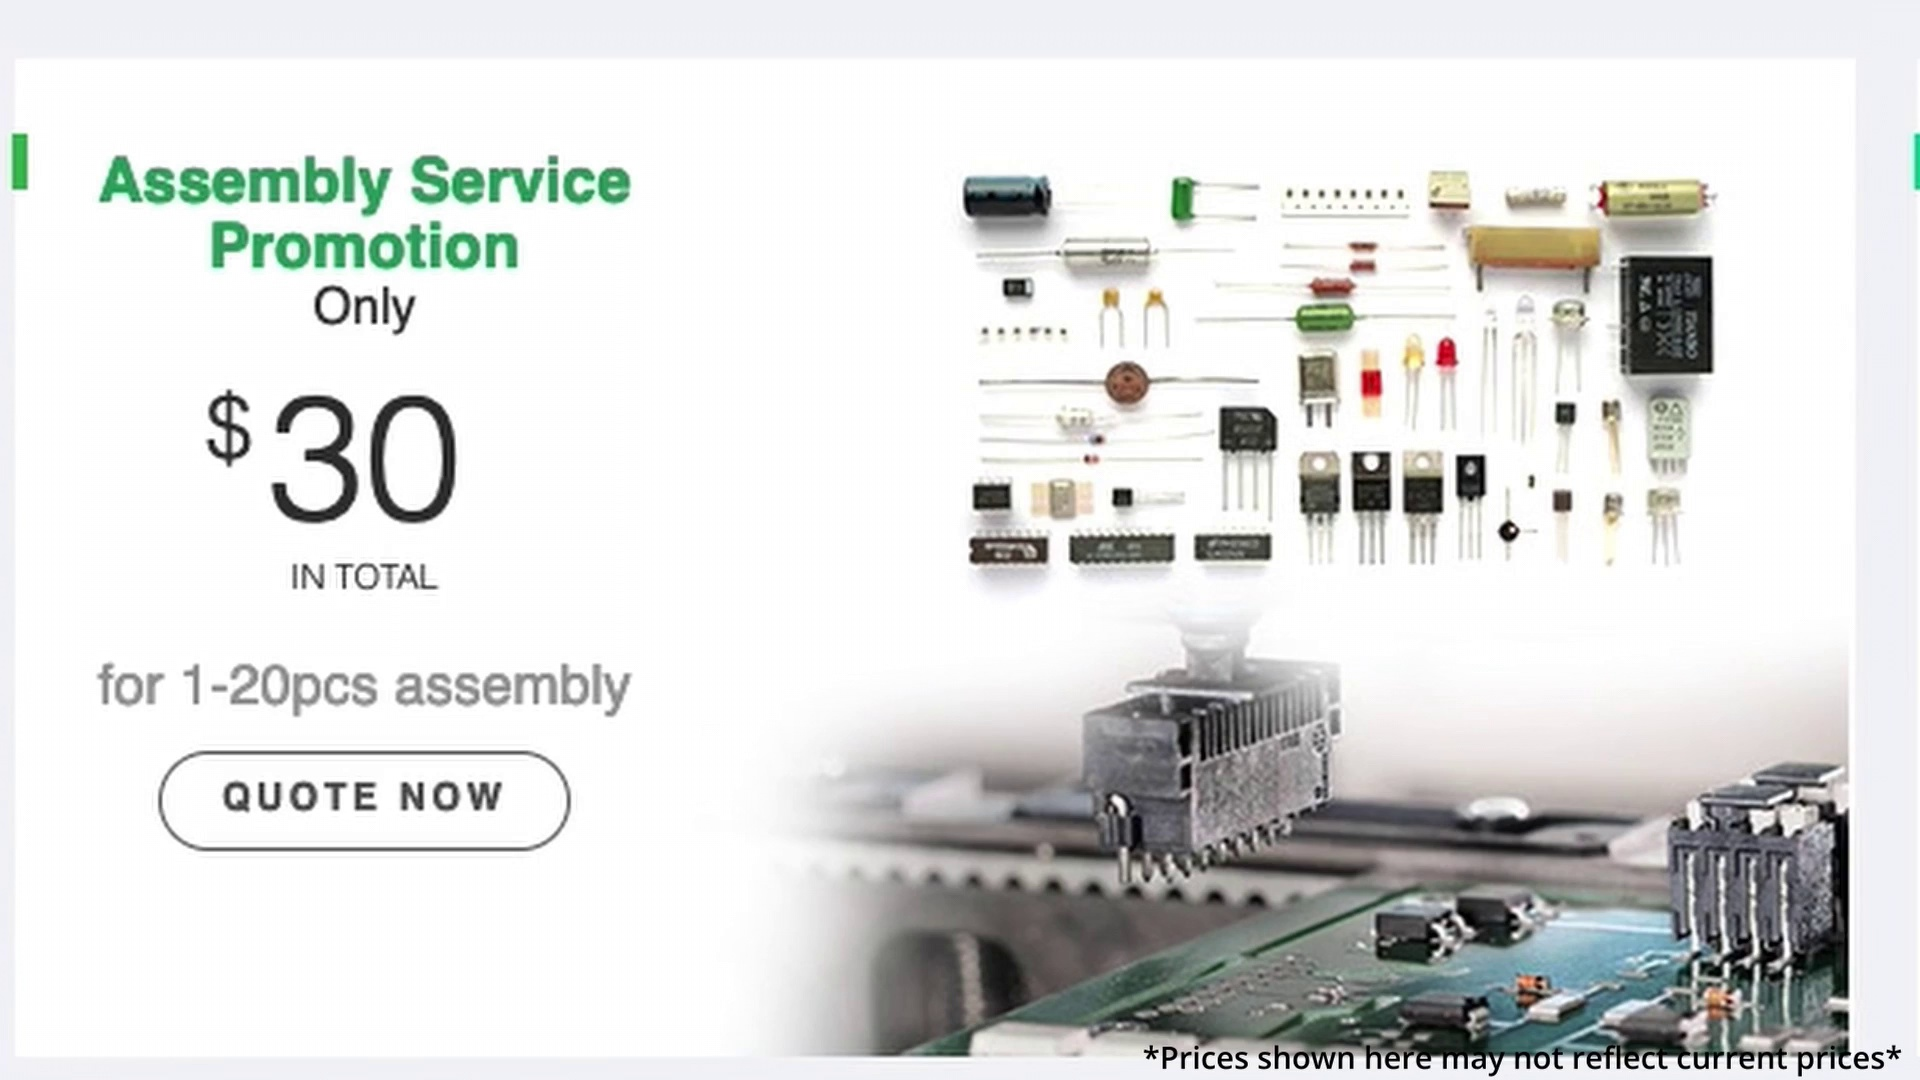 Assembly Service
Promotion
Only
$30
IN TOTAL
for 1-20pcs assembly
QUOTE NOW
*Prices shown here may not reflect current prices*